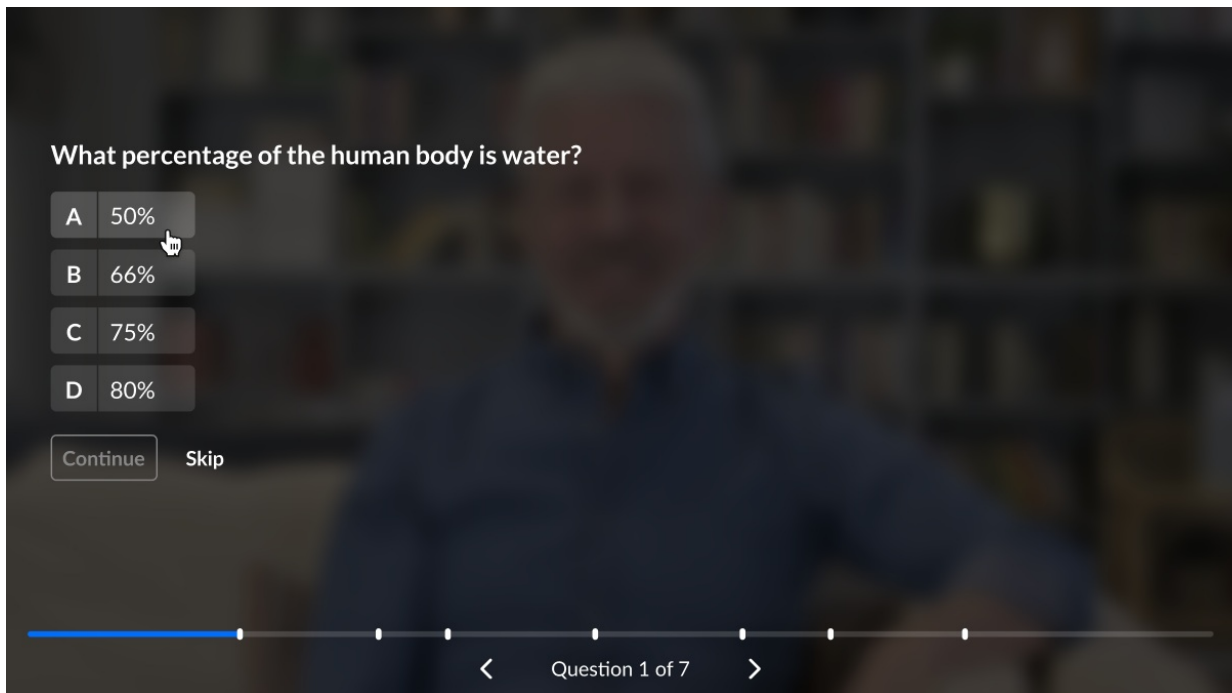 What percentage of the human body is water?
A 50%
B 66%
C 75%
D 80%
Continue Skip
Question 1 of 7